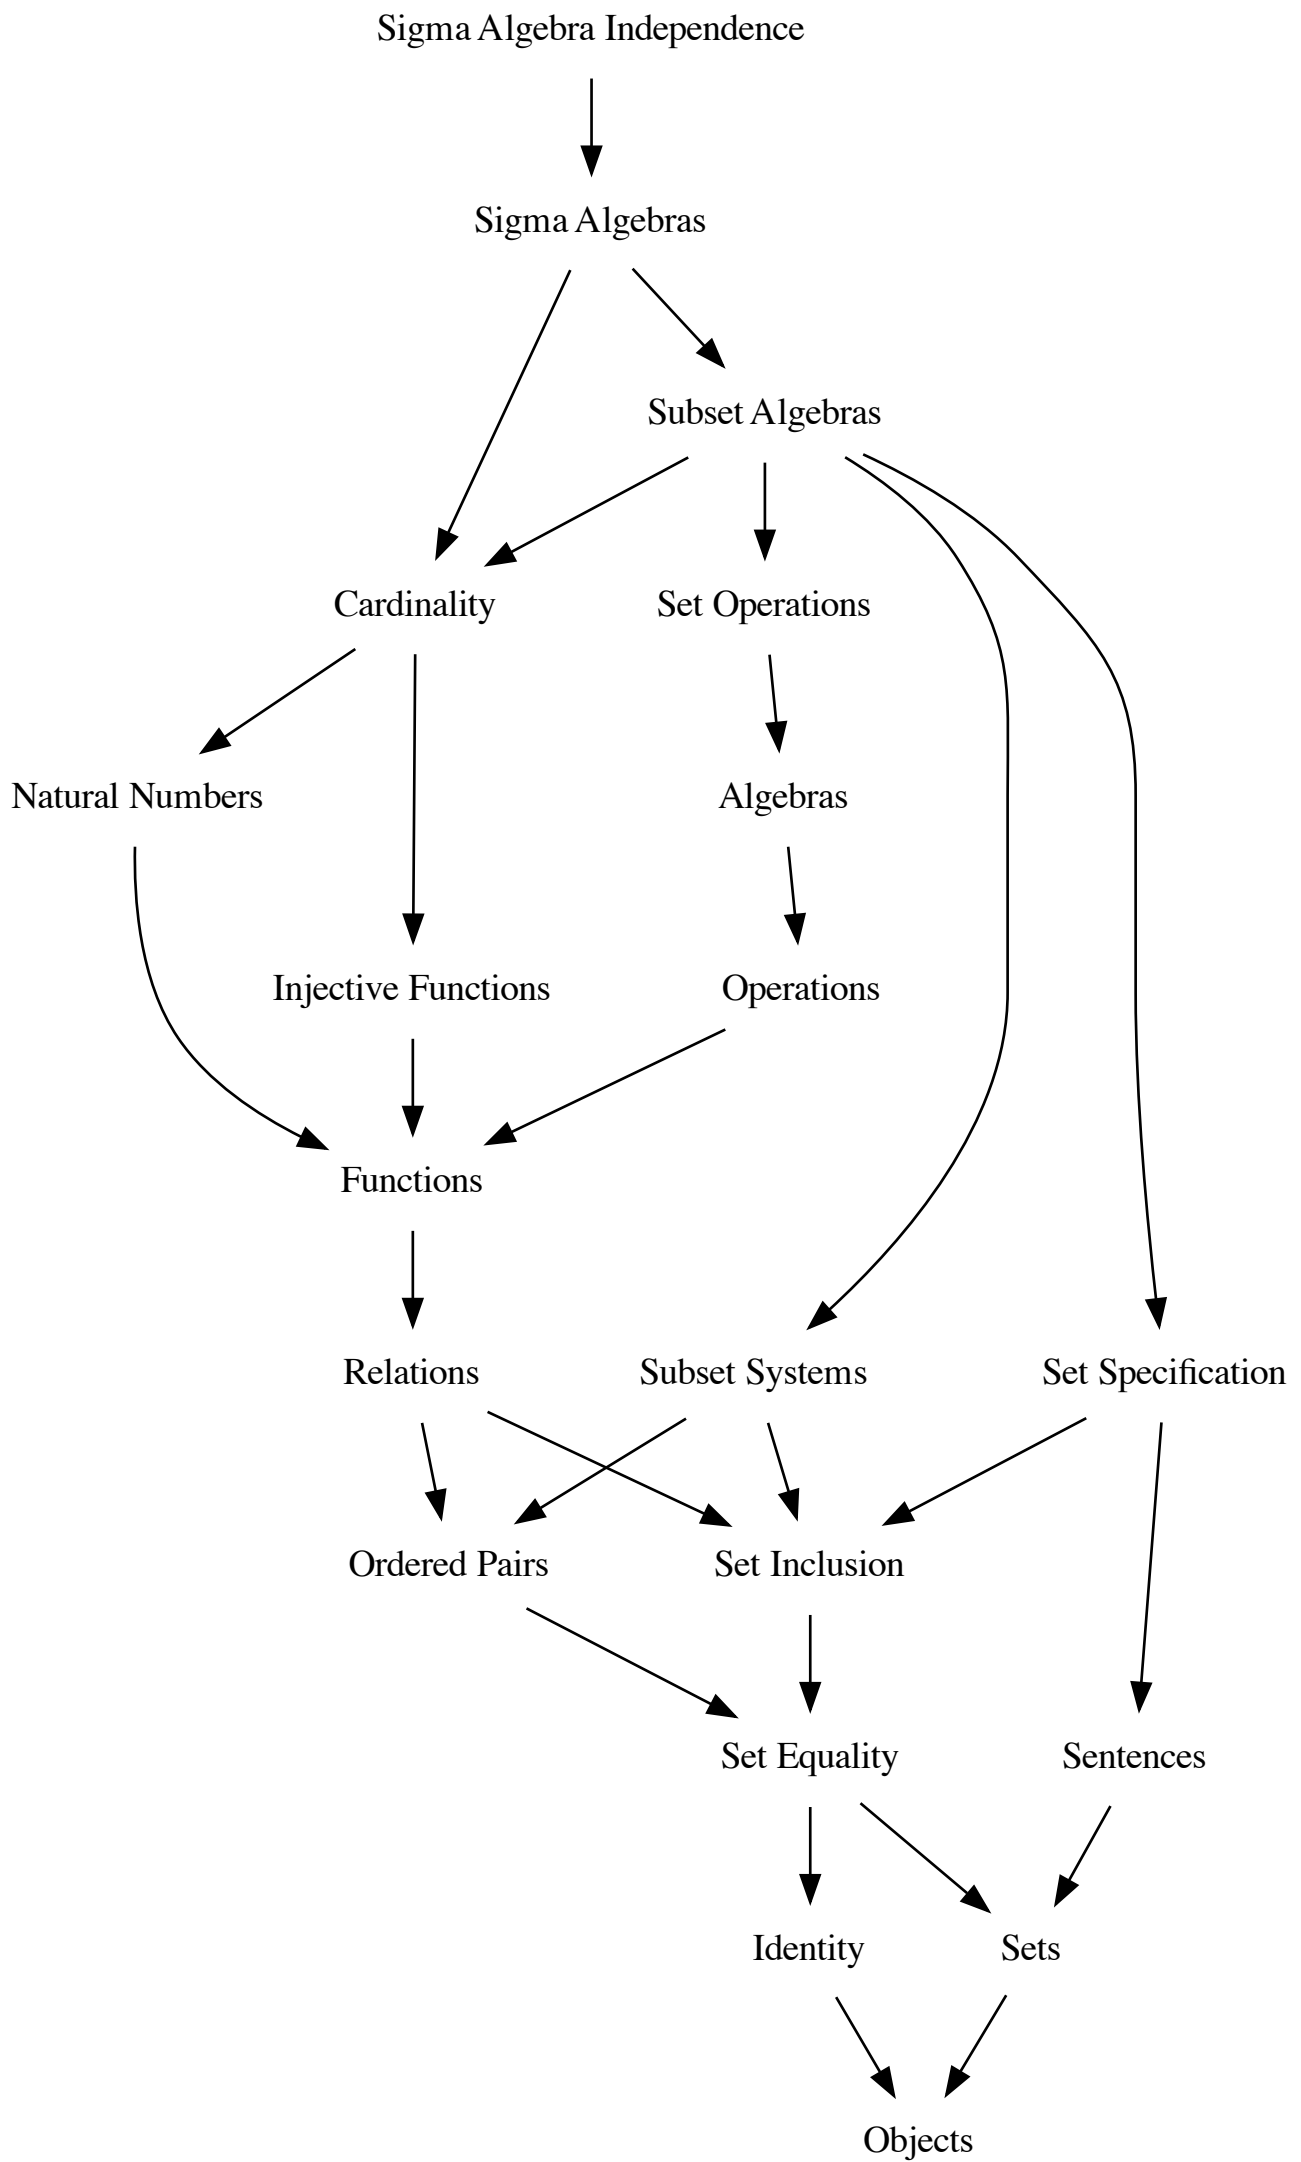 Sigma Algebra Independence
Sigma Algebras
Subset Algebras
Cardinality
Set Operations
Natural Numbers
Algebras
Injective Functions
Operations
Functions
Relations
Subset Systems
Set Specification
Ordered Pairs
Set Inclusion
Set Equality
Sentences
Identity
Sets
Objects